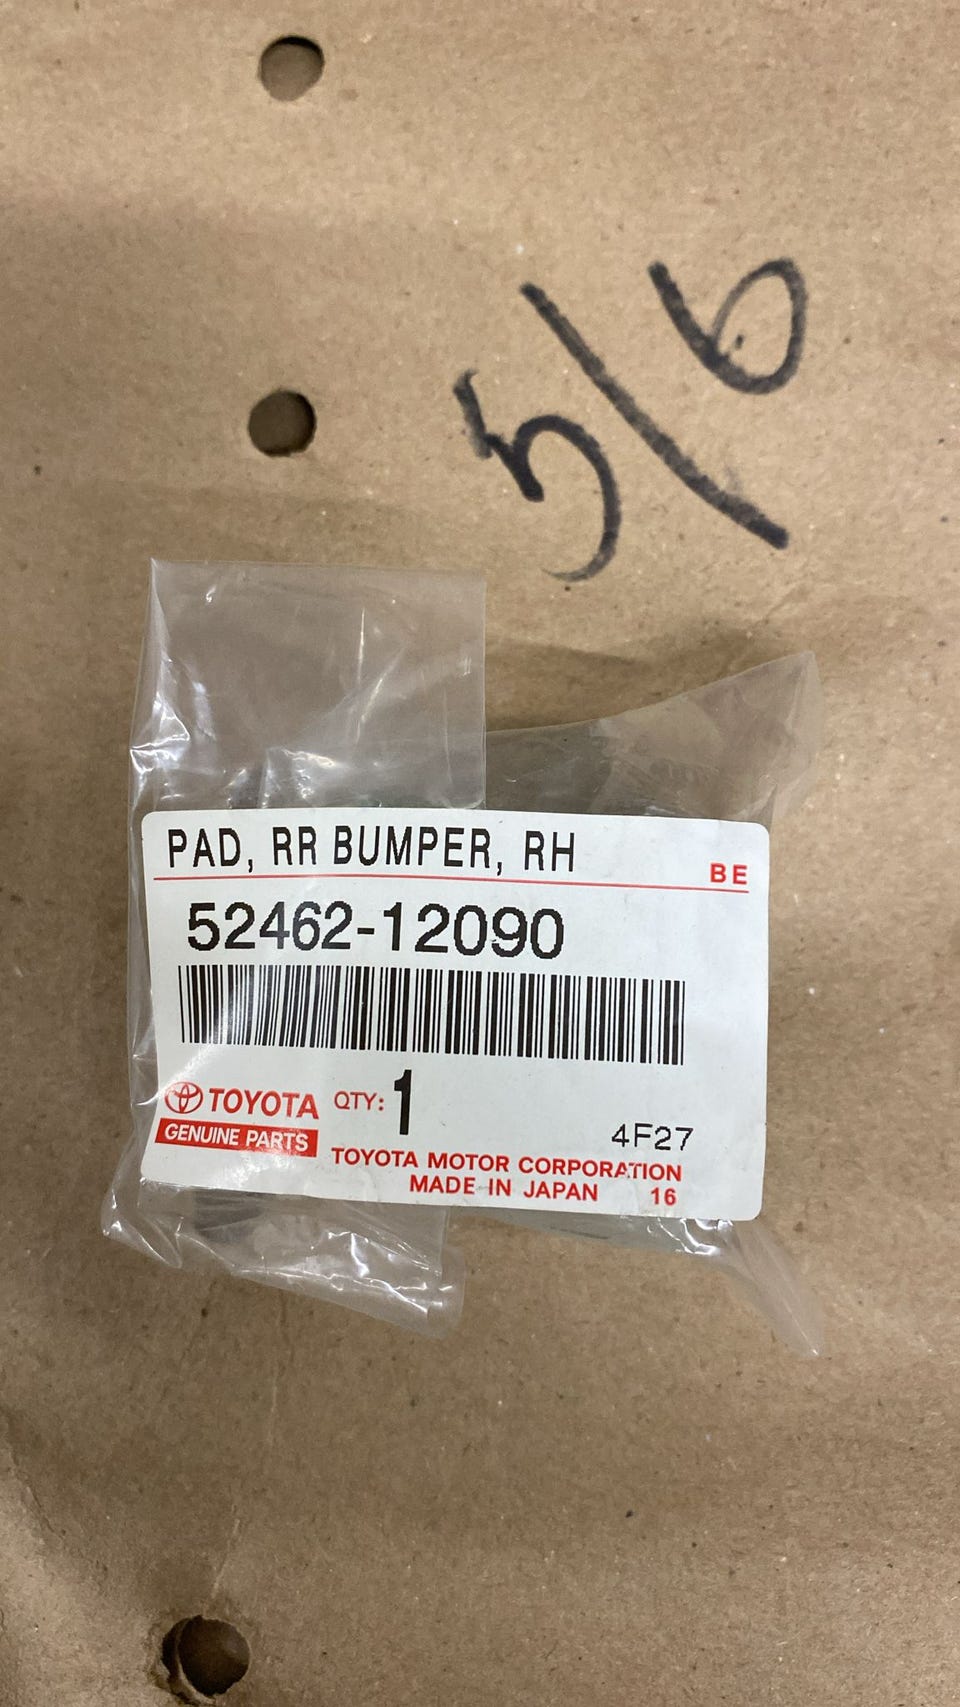 5/6
PAD, RR BUMPER, RH
BE
52462-12090
TOYOTA
GENUINE PARTS
QTY: 1
4F27
TOYOTA MOTOR CORPORATION
MADE IN JAPAN 16